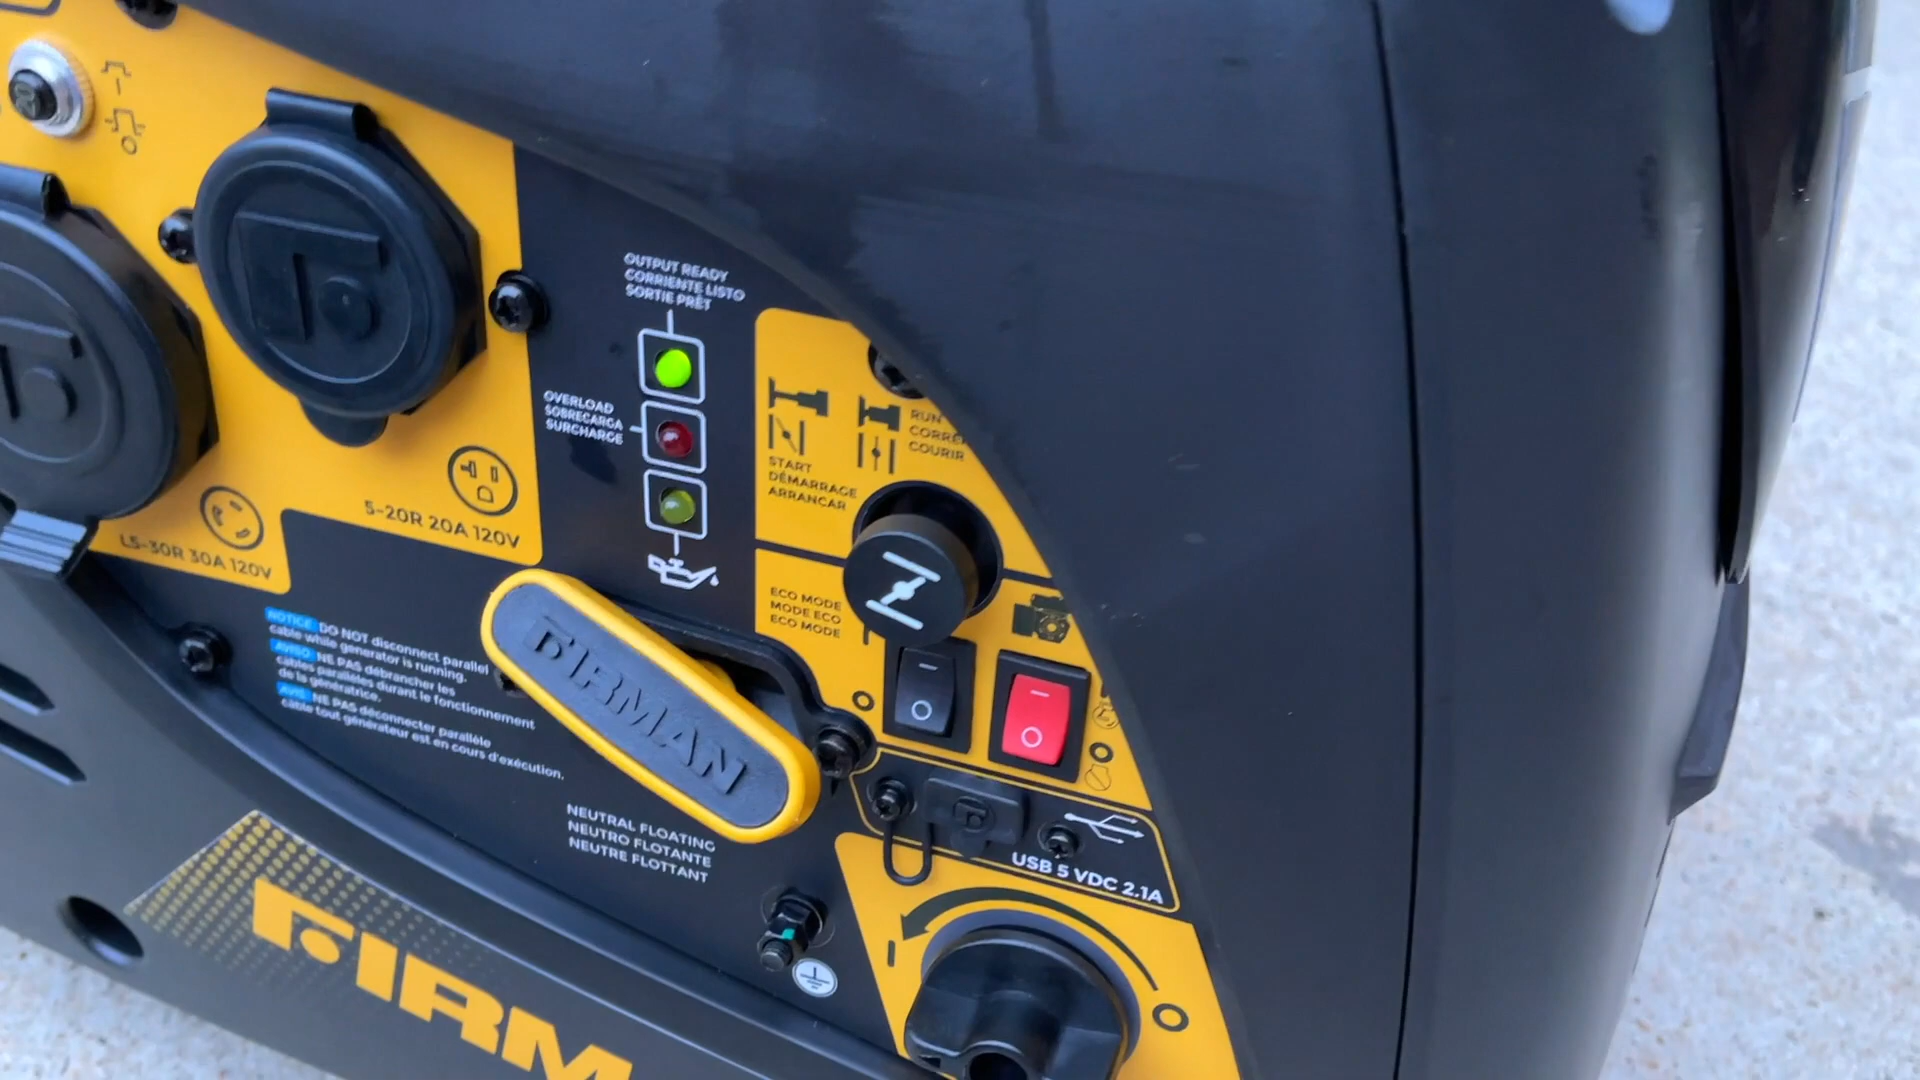 OUTPUT READY
CORRIENTE LISTO
SORTIE PRÊT
OVERLOAD
SOBRECARGA
SURCHARGE
START
DÉMARRAGE
ARRANCAR
RUN
COURIR
5-20R 20A 120V
L5-30R 30A 120V
ECO MODE
MODE ECO
ECO MODE
NOTICE: DO NOT disconnect parallel
cable while generator is running.
AVISO: NE PAS débrancher les
câbles parallèles durant le fonctionnement
de la génératrice.
AVIS: NE PAS déconnecter parallèle
câble tout générateur est en cours d'exécution.
FIRMAN
NEUTRAL FLOATING
NEUTRO FLOTANTE
NEUTRE FLOTTANT
USB 5 VDC 2.1A
FIRM